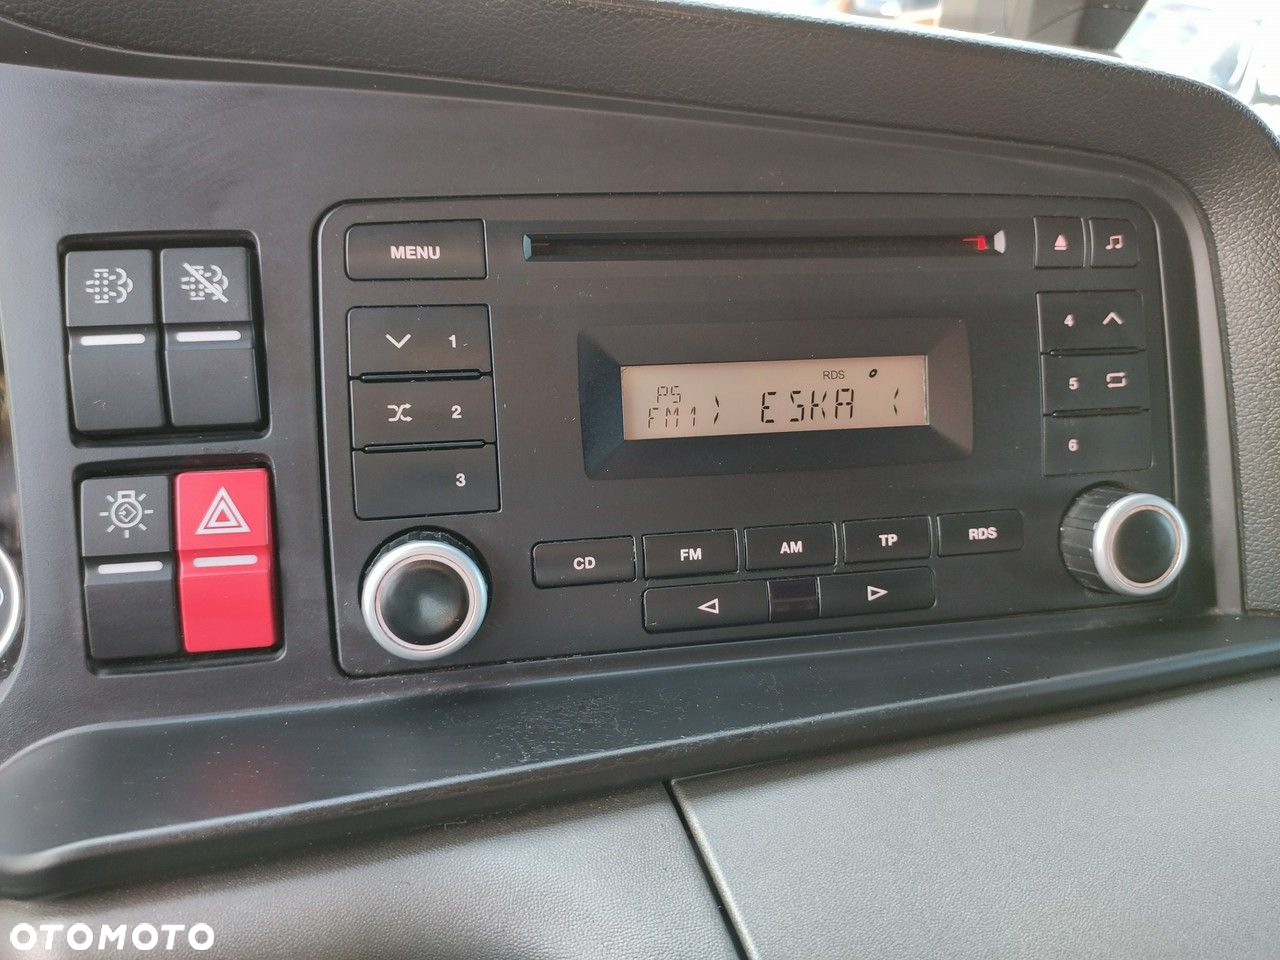 MENU
1
4
RDS
PS
FM1 ) ESKA (
2
5
3
6
CD
FM
AM
TP
RDS
OTOMOTO